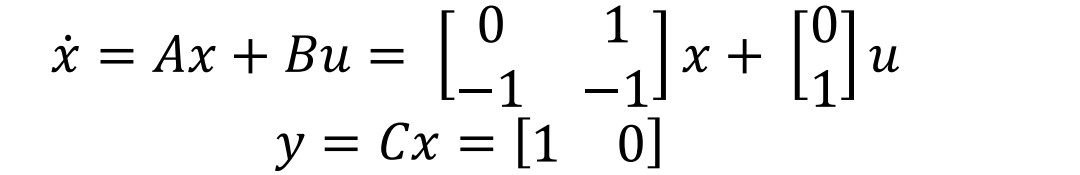 ẋ = Ax + Bu = [0 1; −1 −1] x + [0; 1] u
y = Cx = [1 0]